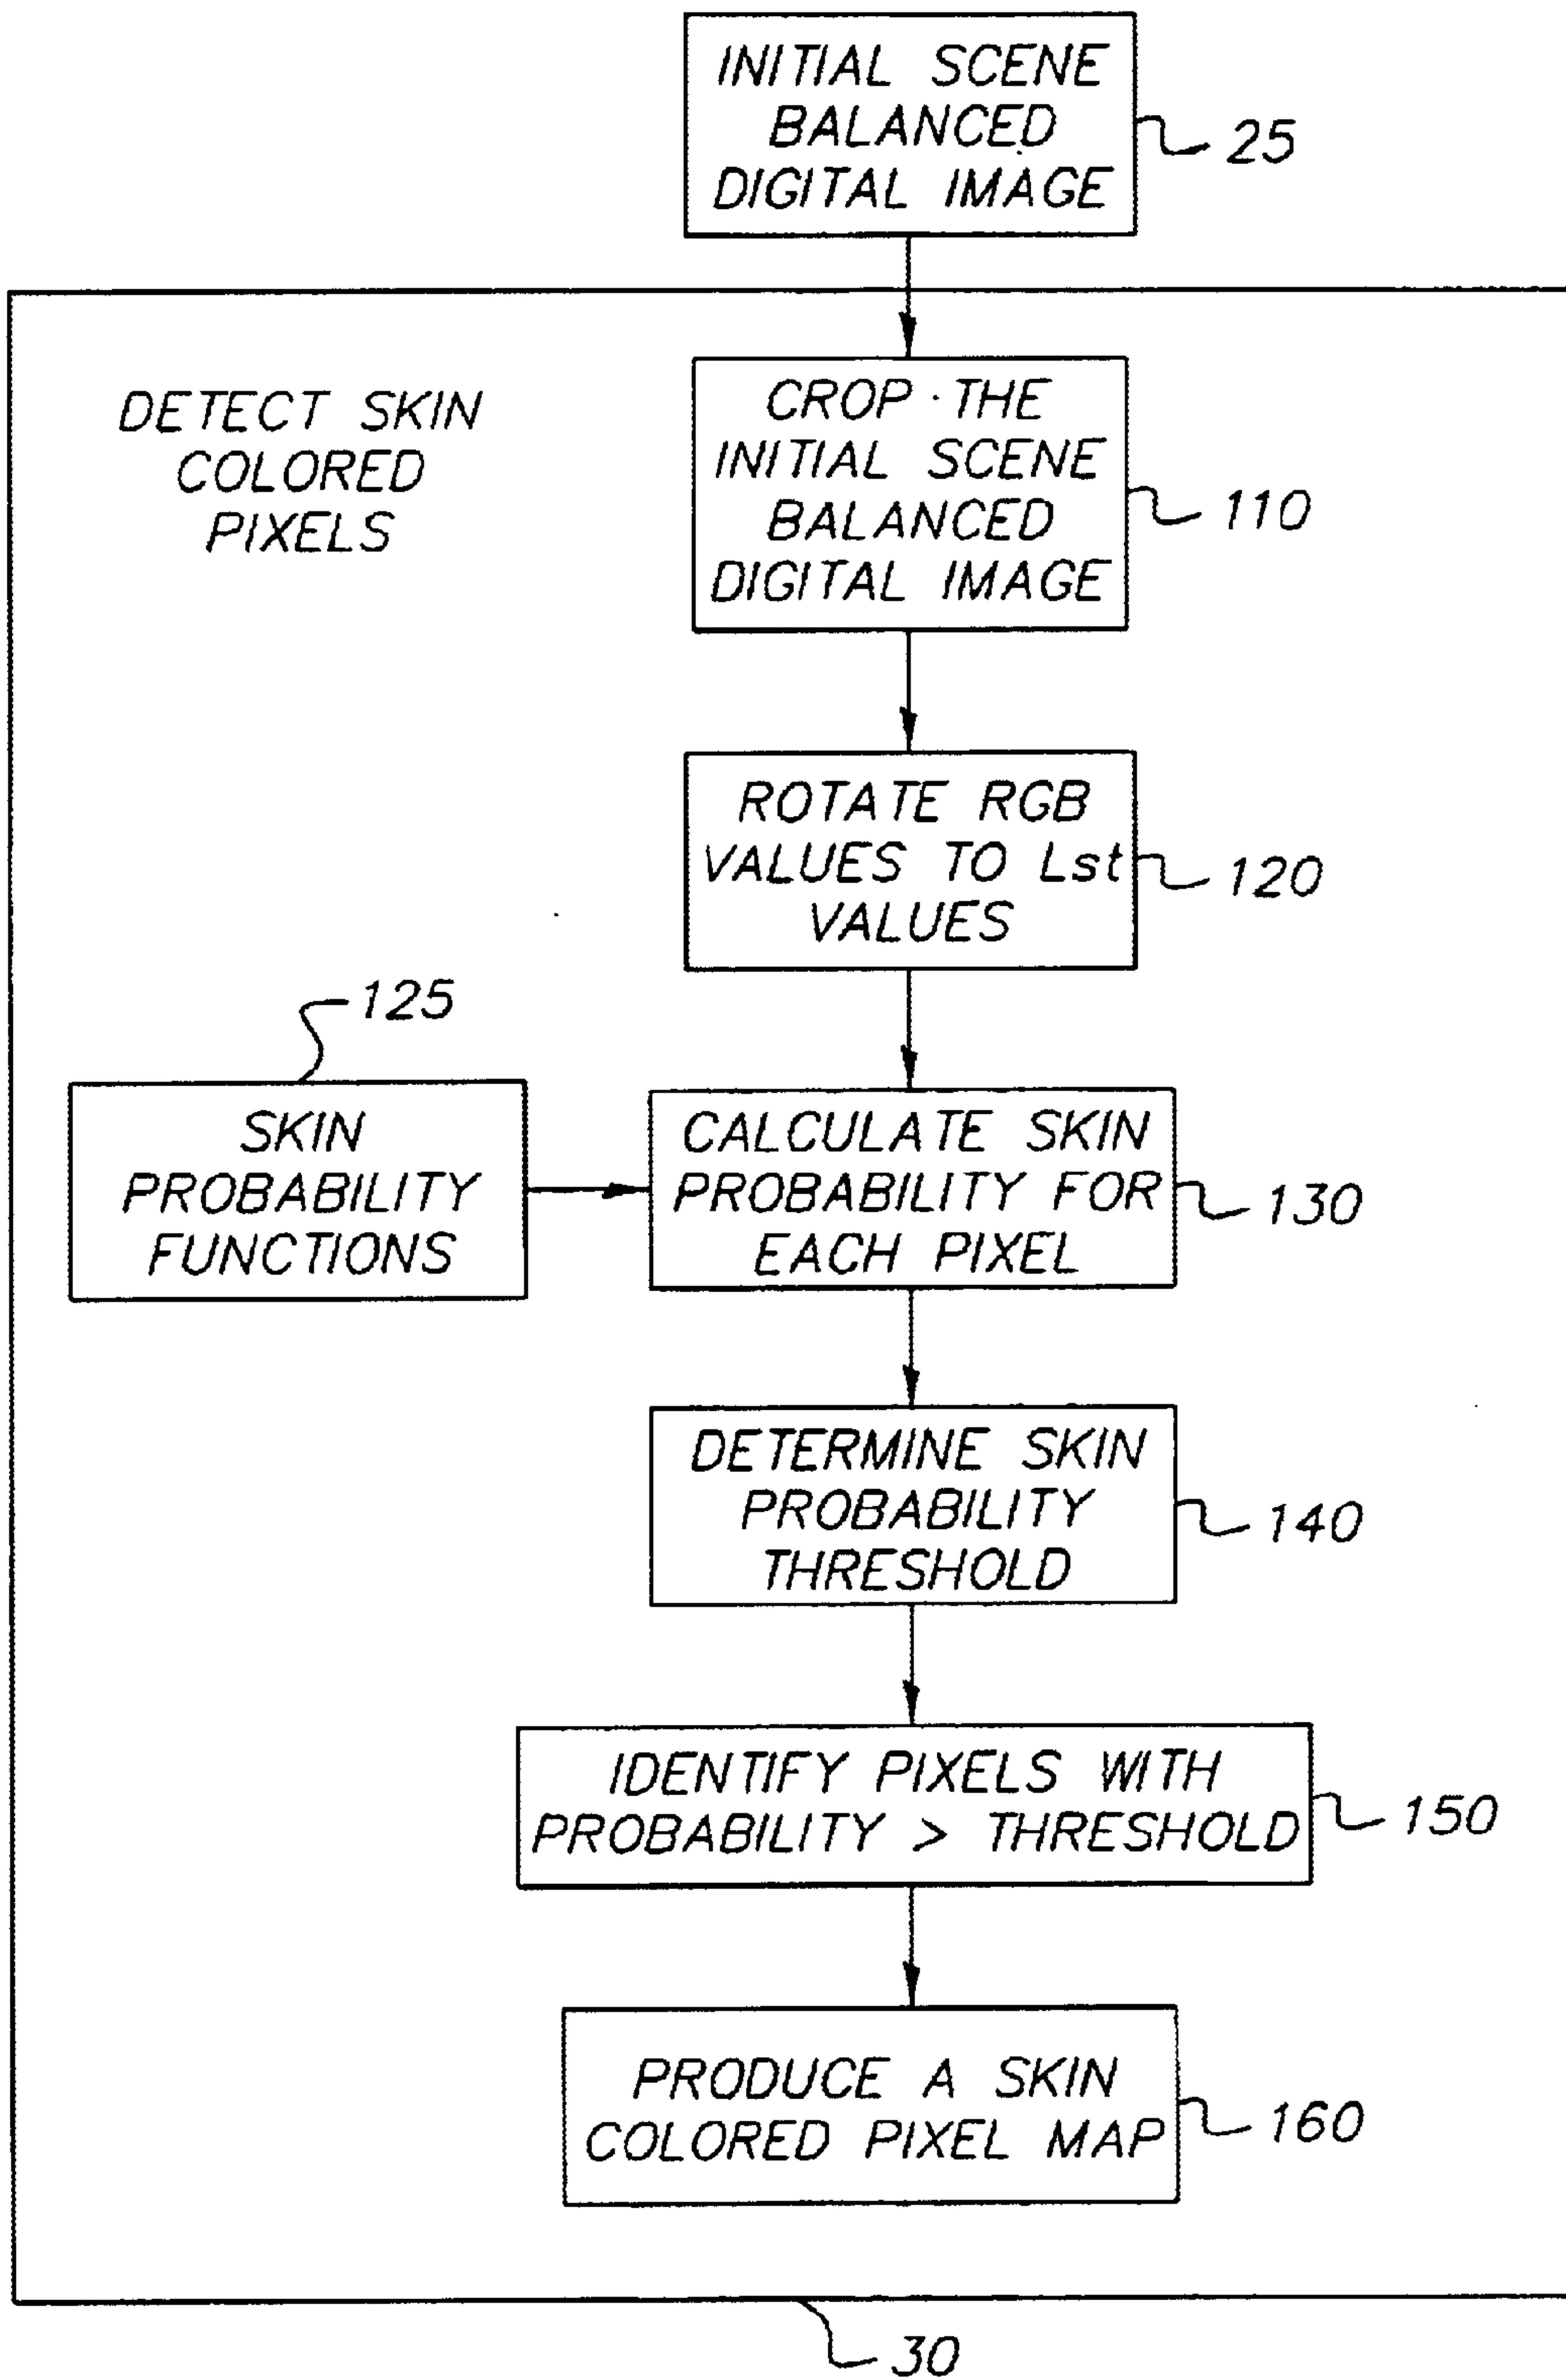 INITIAL SCENE
BALANCED
DIGITAL IMAGE
25
DETECT SKIN
COLORED
PIXELS
CROP THE
INITIAL SCENE
BALANCED
DIGITAL IMAGE
110
ROTATE RGB
VALUES TO Lst
VALUES
120
125
SKIN
PROBABILITY
FUNCTIONS
CALCULATE SKIN
PROBABILITY FOR
EACH PIXEL
130
DETERMINE SKIN
PROBABILITY
THRESHOLD
140
IDENTIFY PIXELS WITH
PROBABILITY > THRESHOLD
150
PRODUCE A SKIN
COLORED PIXEL MAP
160
30